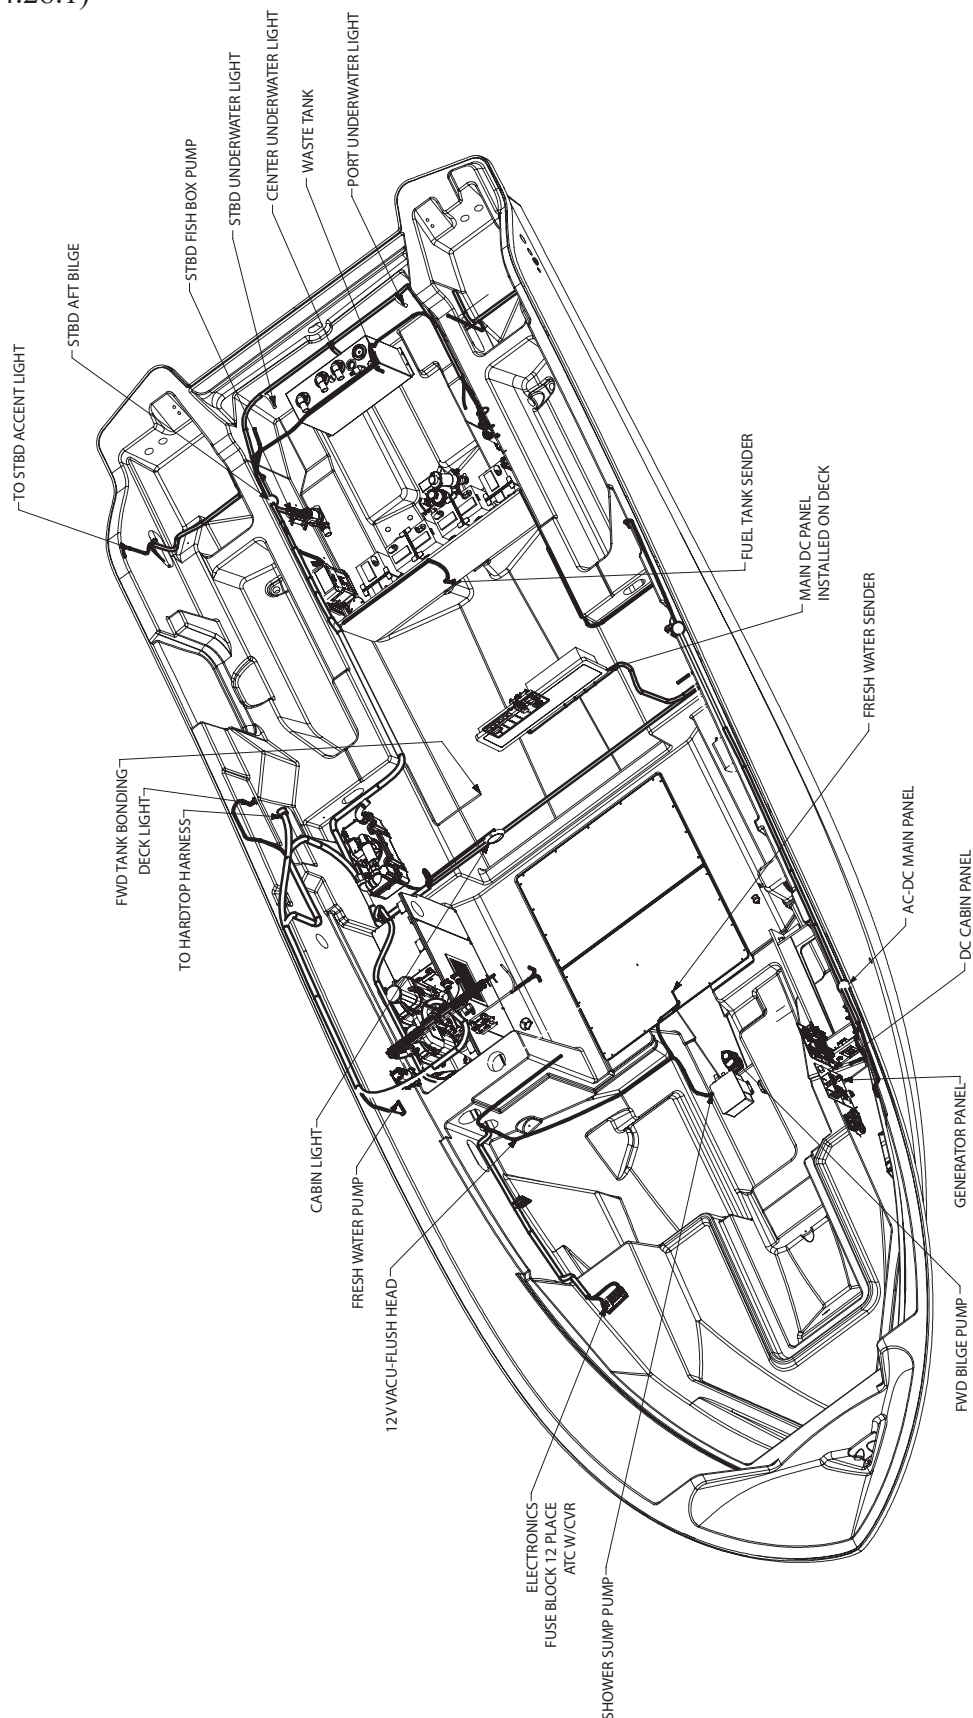 TO STBD ACCENT LIGHT
STBD AFT BILGE
STBD FISH BOX PUMP
STBD UNDERWATER LIGHT
CENTER UNDERWATER LIGHT
WASTE TANK
PORT UNDERWATER LIGHT
FUEL TANK SENDER
MAIN DC PANEL
INSTALLED ON DECK
FRESH WATER SENDER
FWD TANK BONDING
DECK LIGHT
TO HARDTOP HARNESS
AC-DC MAIN PANEL
DC CABIN PANEL
CABIN LIGHT
FRESH WATER PUMP
12V VACU-FLUSH HEAD
GENERATOR PANEL
FWD BILGE PUMP
ELECTRONICS
FUSE BLOCK 12 PLACE
ATC W/CVR
SHOWER SUMP PUMP